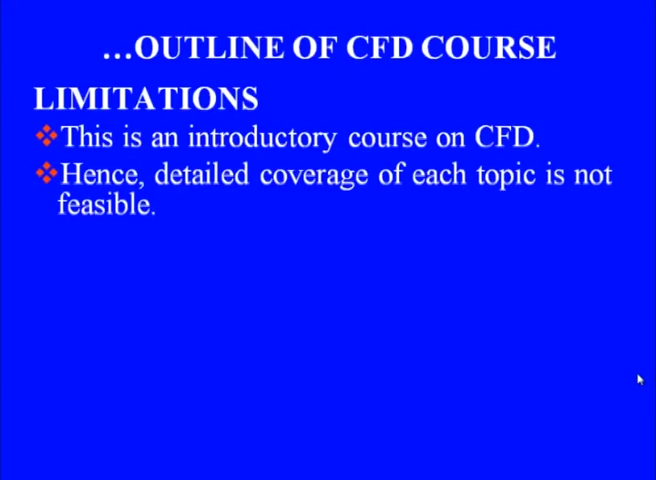 ...OUTLINE OF CFD COURSE
LIMITATIONS
This is an introductory course on CFD.
Hence, detailed coverage of each topic is not
feasible.